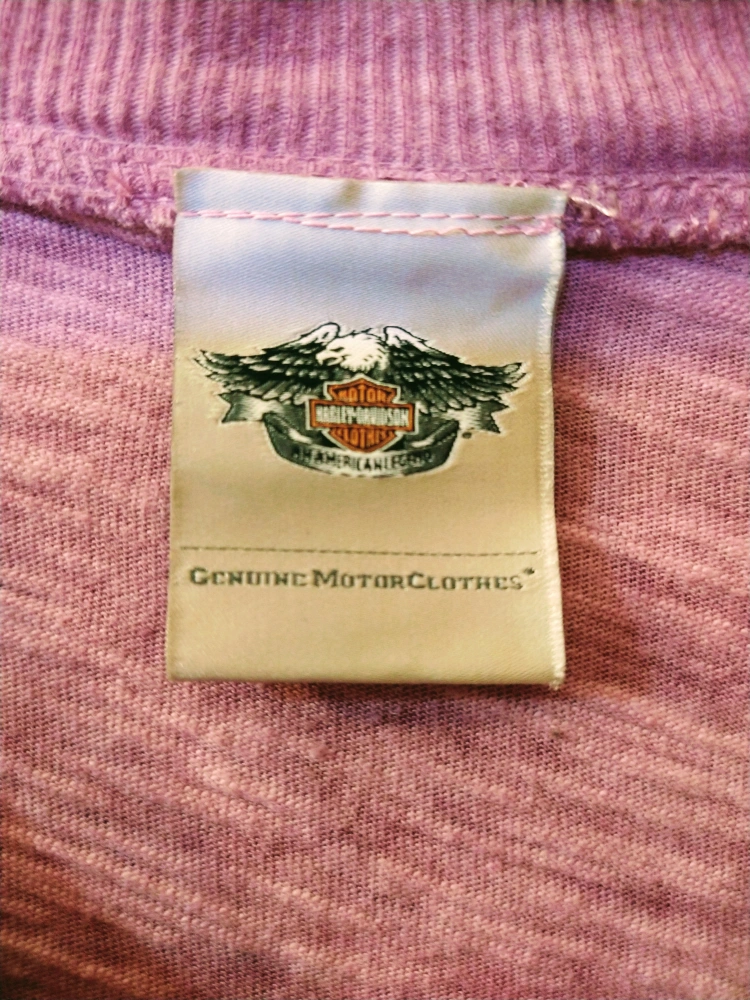 MOTOR
HARLEY-DAVIDSON
CLOTHES
AN AMERICAN LEGEND
GENUINE MOTORCLOTHES®